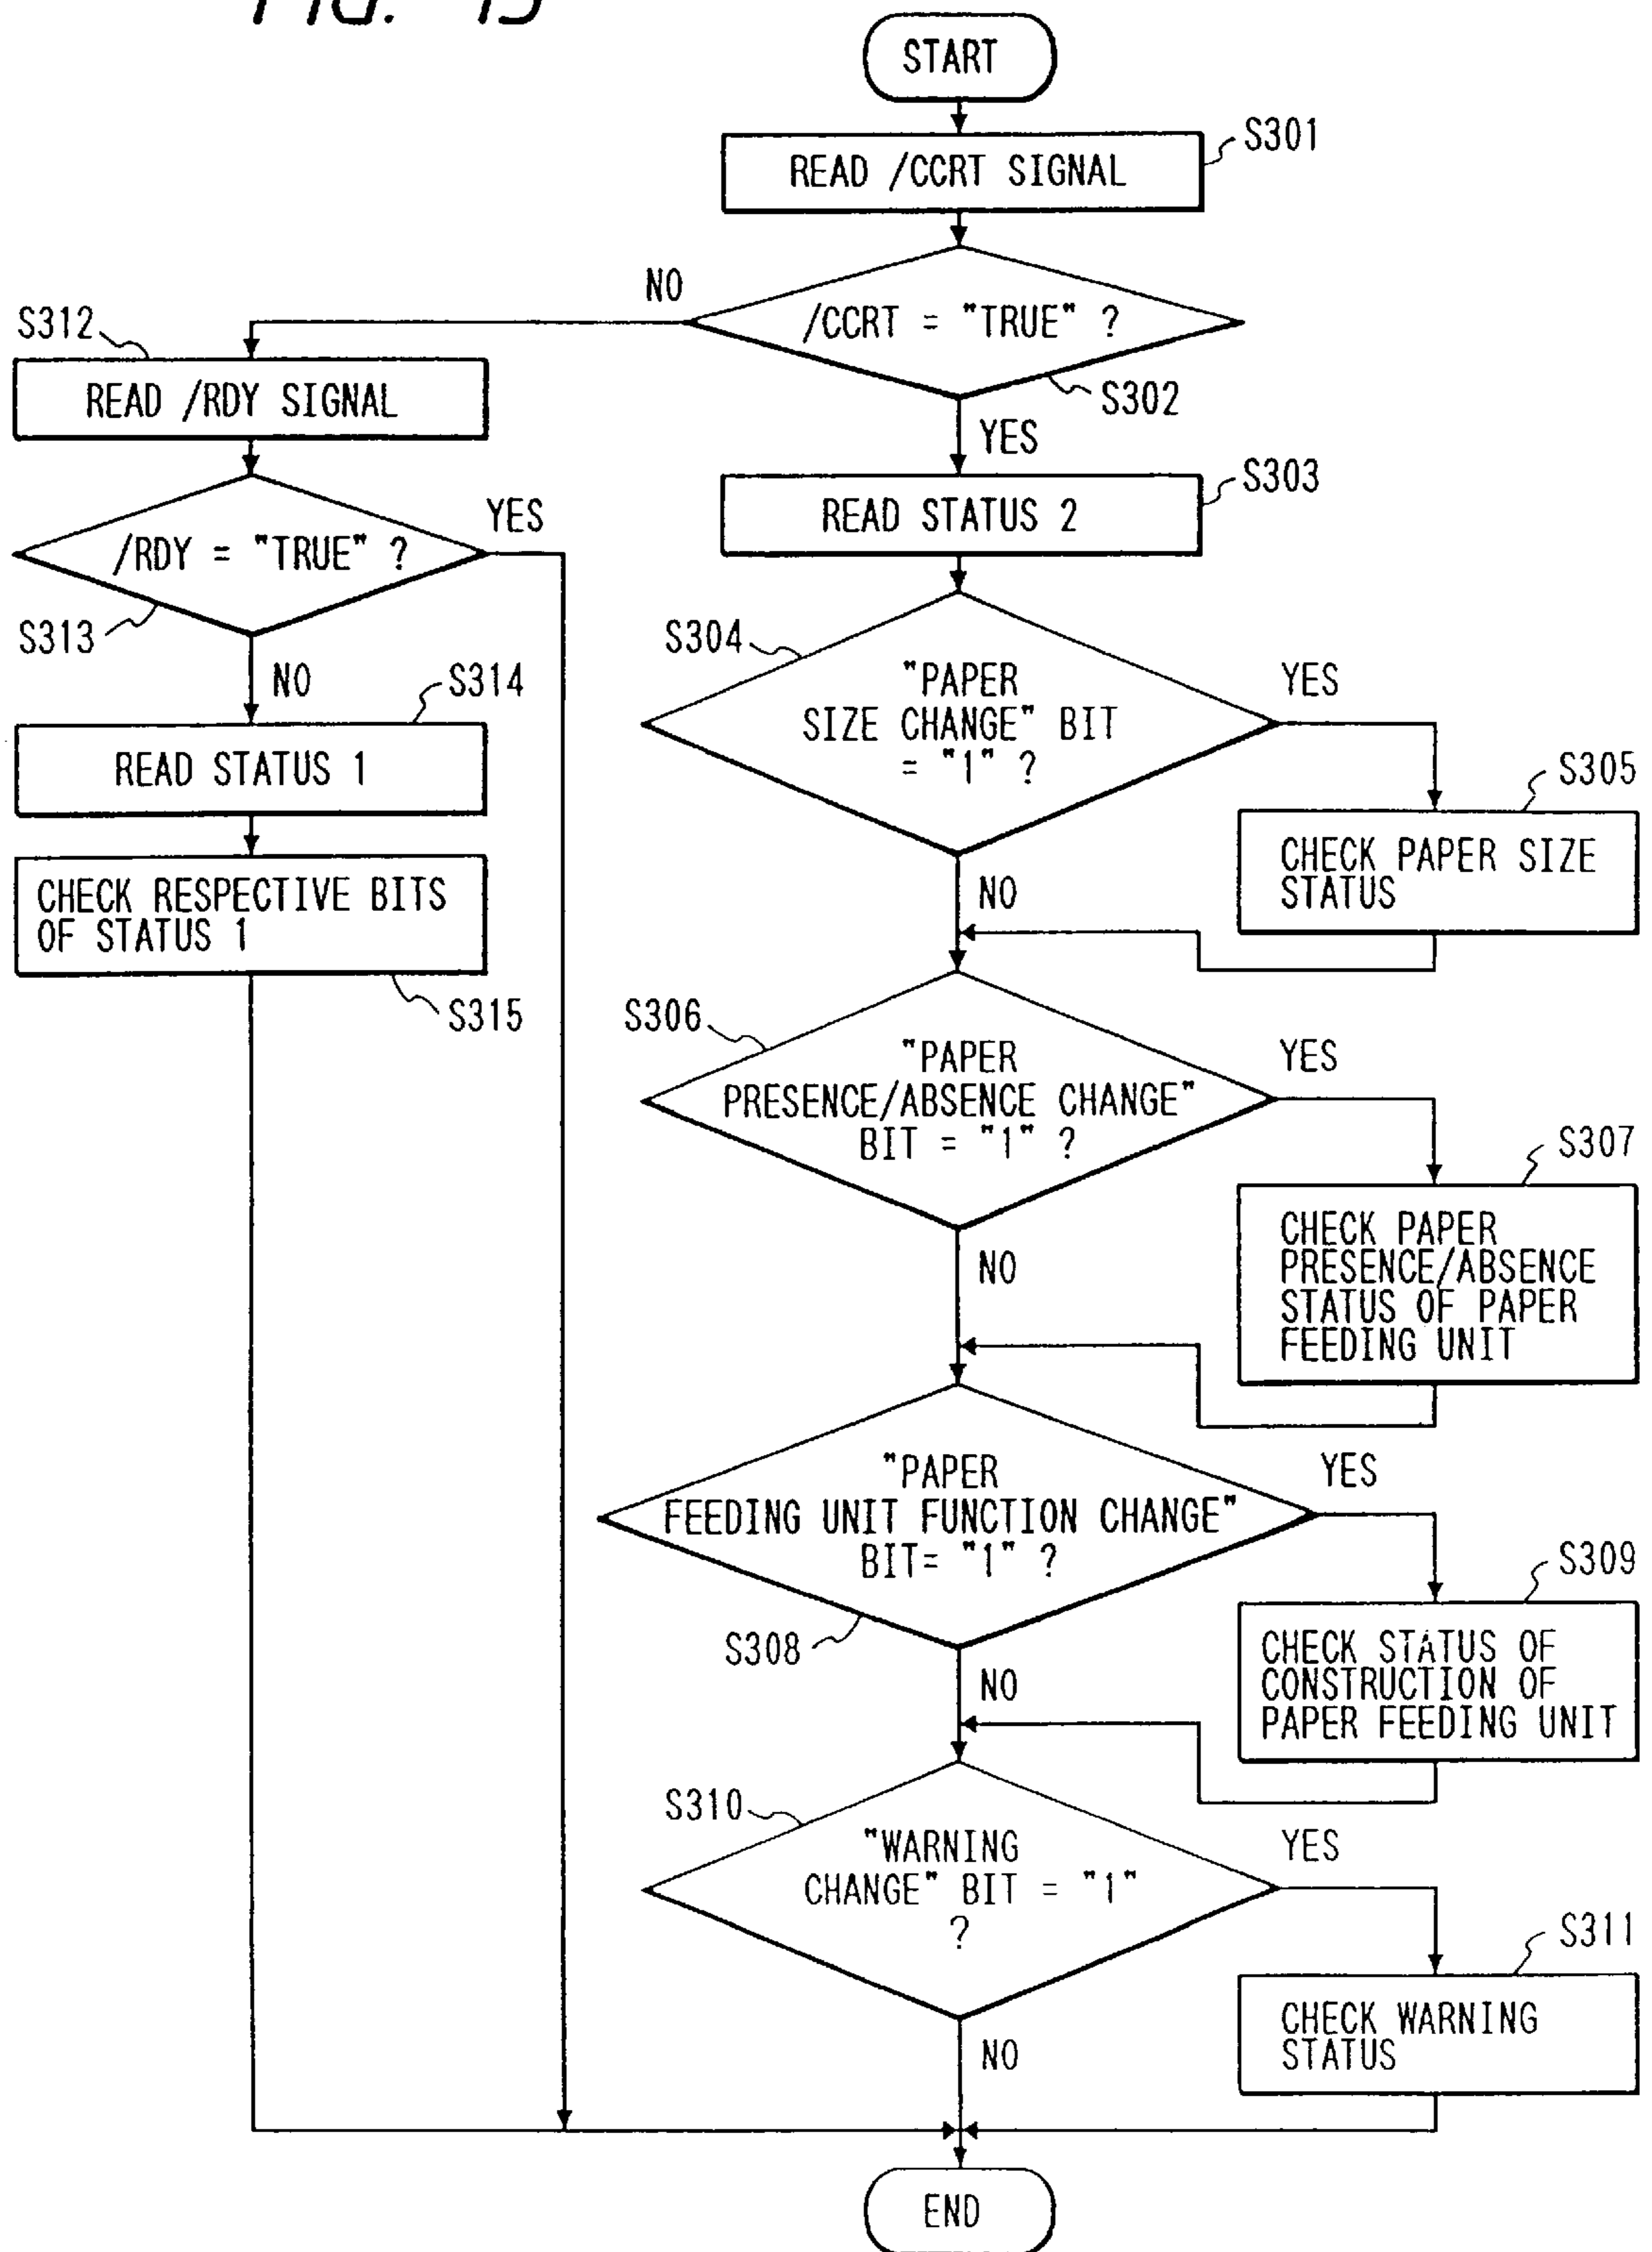 START
READ /CCRT SIGNAL
S301
/CCRT = "TRUE" ?
NO
S302
YES
S312
READ /RDY SIGNAL
/RDY = "TRUE" ?
YES
S313
NO
READ STATUS 1
S314
CHECK RESPECTIVE BITS
OF STATUS 1
S315
READ STATUS 2
S303
S304
"PAPER
SIZE CHANGE" BIT
= "1" ?
YES
NO
S305
CHECK PAPER SIZE
STATUS
S306
"PAPER
PRESENCE/ABSENCE CHANGE"
BIT = "1" ?
YES
NO
S307
CHECK PAPER
PRESENCE/ABSENCE
STATUS OF PAPER
FEEDING UNIT
"PAPER
FEEDING UNIT FUNCTION CHANGE"
BIT= "1" ?
YES
S308
NO
S309
CHECK STATUS OF
CONSTRUCTION OF
PAPER FEEDING UNIT
S310
"WARNING
CHANGE" BIT = "1"
?
YES
NO
S311
CHECK WARNING
STATUS
END